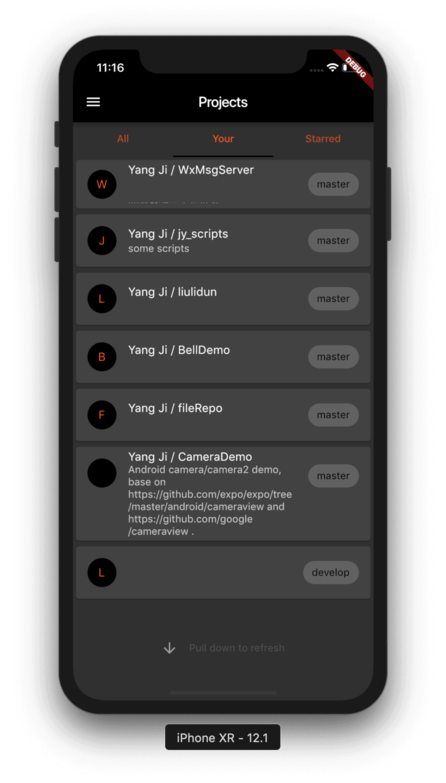 11:16
DEBUG
Projects
All
Your
Starred
W
Yang Ji / WxMsgServer
master
J
Yang Ji / jy_scripts
some scripts
master
L
Yang Ji / liulidun
master
B
Yang Ji / BellDemo
master
F
Yang Ji / fileRepo
master
Yang Ji / CameraDemo
Android camera/camera2 demo,
base on
https://github.com/expo/expo/tree
/master/android/cameraview and
https://github.com/google
/cameraview .
master
L
develop
Pull down to refresh
iPhone XR - 12.1